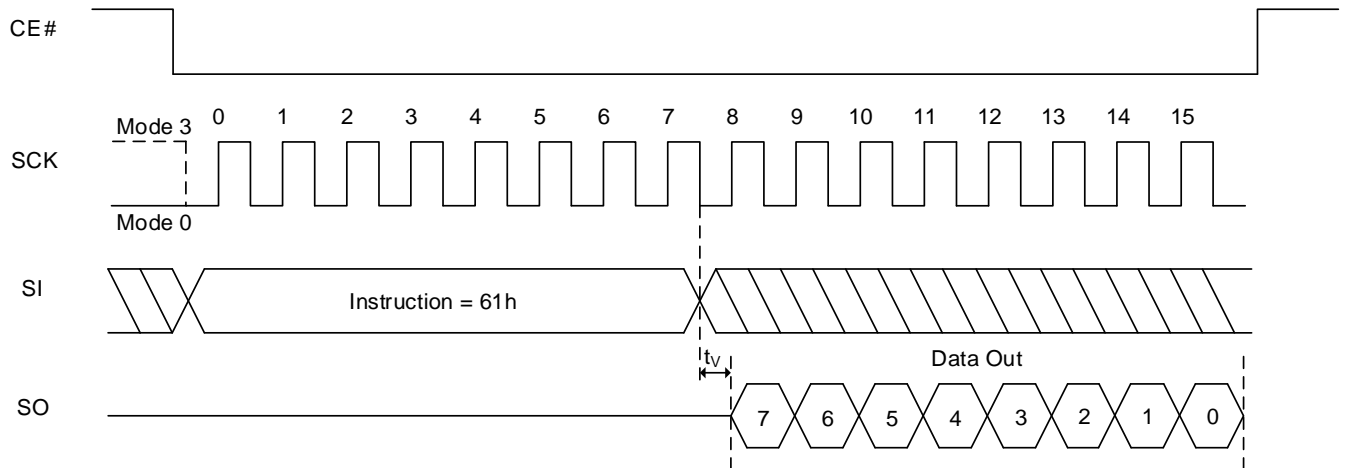 CE#
Mode 3 0 1 2 3 4 5 6 7 8 9 10 11 12 13 14 15
SCK
Mode 0
SI
Instruction = 61h
tV Data Out
SO
7 6 5 4 3 2 1 0